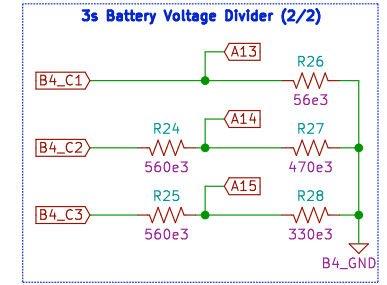 3s Battery Voltage Divider (2/2)
A13
R26
B4_C1
56e3
A14
R24
R27
B4_C2
560e3
470e3
A15
R25
R28
B4_C3
560e3
330e3
B4_GND